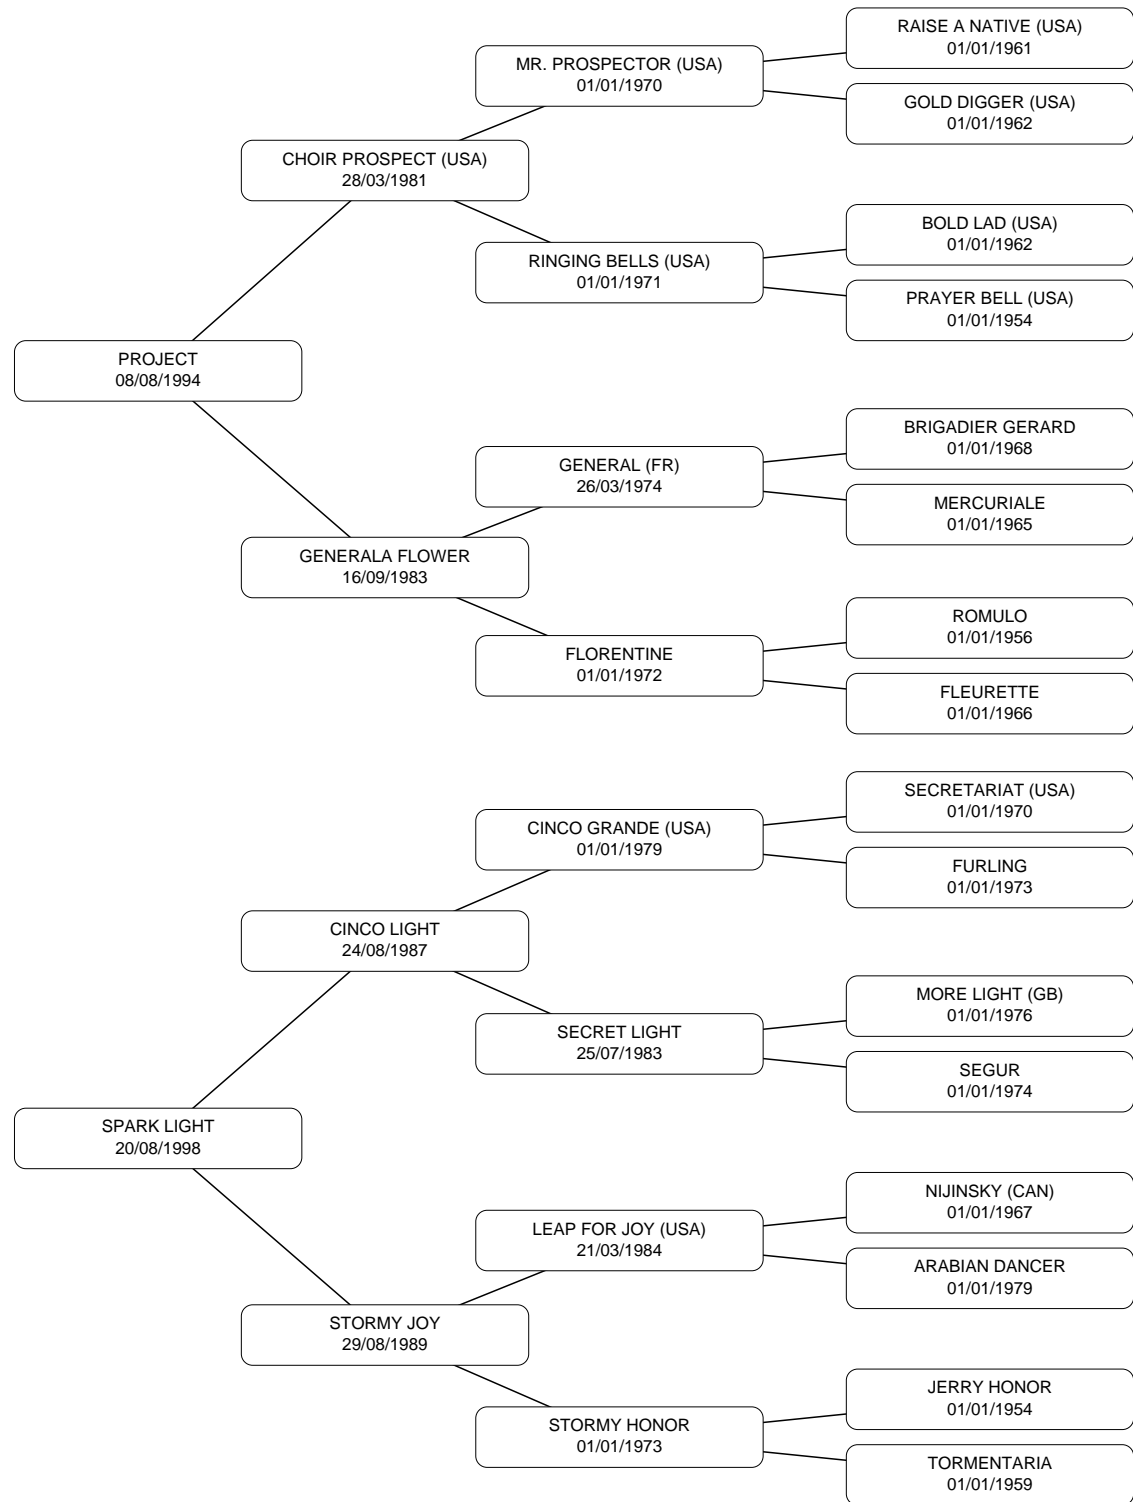 RAISE A NATIVE (USA)
01/01/1961
MR. PROSPECTOR (USA)
01/01/1970
GOLD DIGGER (USA)
01/01/1962
CHOIR PROSPECT (USA)
28/03/1981
BOLD LAD (USA)
01/01/1962
RINGING BELLS (USA)
01/01/1971
PRAYER BELL (USA)
01/01/1954
PROJECT
08/08/1994
BRIGADIER GERARD
01/01/1968
GENERAL (FR)
26/03/1974
MERCURIALE
01/01/1965
GENERALA FLOWER
16/09/1983
ROMULO
01/01/1956
FLORENTINE
01/01/1972
FLEURETTE
01/01/1966
SECRETARIAT (USA)
01/01/1970
CINCO GRANDE (USA)
01/01/1979
FURLING
01/01/1973
CINCO LIGHT
24/08/1987
MORE LIGHT (GB)
01/01/1976
SECRET LIGHT
25/07/1983
SEGUR
01/01/1974
SPARK LIGHT
20/08/1998
NIJINSKY (CAN)
01/01/1967
LEAP FOR JOY (USA)
21/03/1984
ARABIAN DANCER
01/01/1979
STORMY JOY
29/08/1989
JERRY HONOR
01/01/1954
STORMY HONOR
01/01/1973
TORMENTARIA
01/01/1959